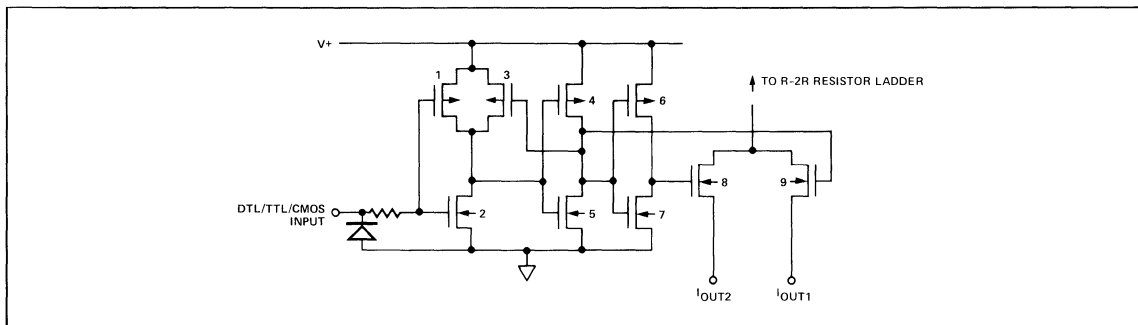 V+
1
3
4
6
TO R-2R RESISTOR LADDER
DTL/TTL/CMOS
INPUT
2
5
7
8
9
IOUT2
IOUT1